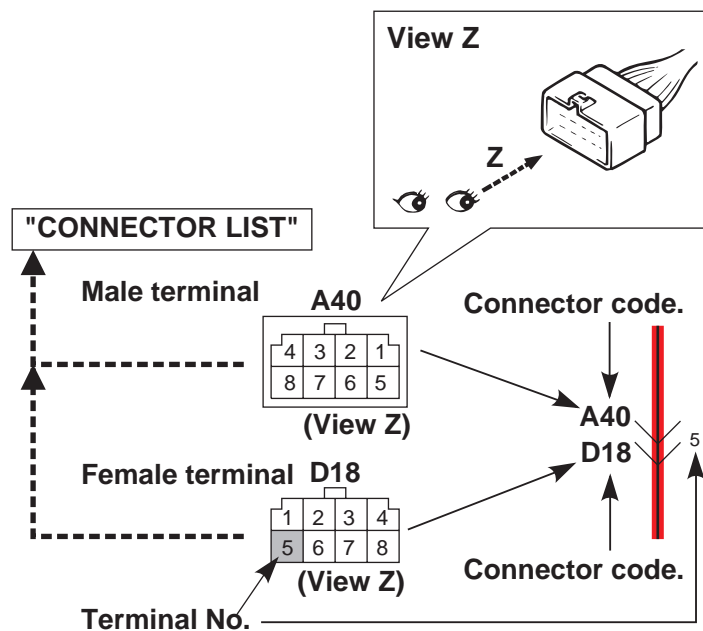 View Z
Z
"CONNECTOR LIST"
Male terminal
A40
4 3 2 1
8 7 6 5
(View Z)
Connector code.
A40
D18
5
Female terminal
D18
1 2 3 4
5 6 7 8
(View Z)
Connector code.
Terminal No.